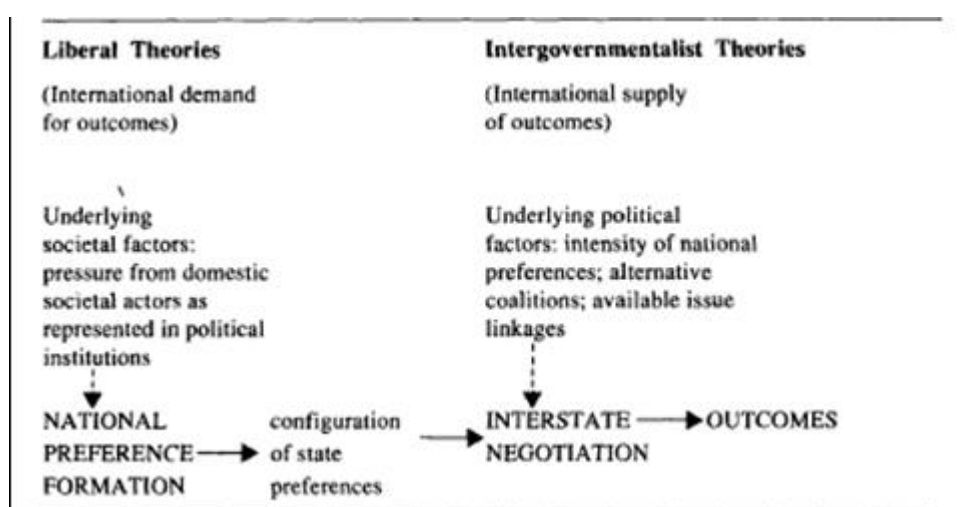 Liberal Theories
(International demand
for outcomes)
Underlying
societal factors:
pressure from domestic
societal actors as
represented in political
institutions
NATIONAL
PREFERENCE
FORMATION
configuration
of state
preferences
Intergovernmentalist Theories
(International supply
of outcomes)
Underlying political
factors: intensity of national
preferences; alternative
coalitions; available issue
linkages
INTERSTATE
NEGOTIATION
OUTCOMES